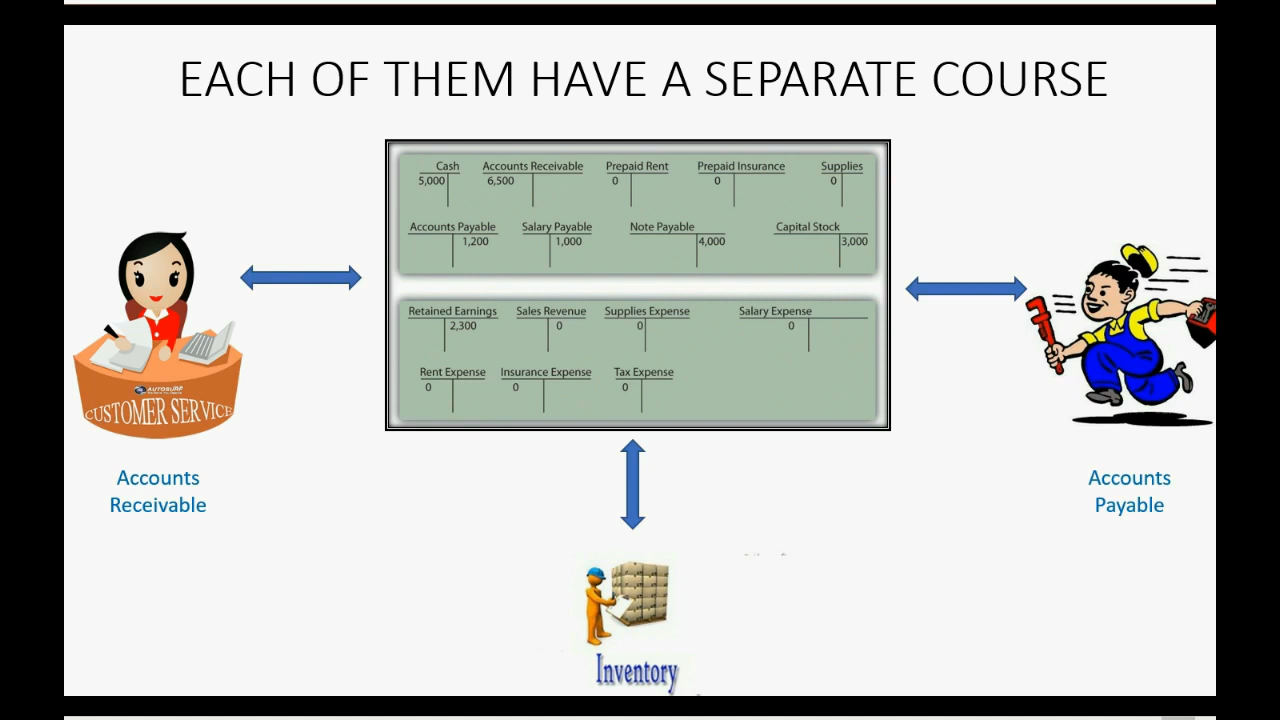 EACH OF THEM HAVE A SEPARATE COURSE
Cash Accounts Receivable Prepaid Rent Prepaid Insurance Supplies
5,000 6,500 0 0 0
Accounts Payable Salary Payable Note Payable Capital Stock
1,200 1,000 4,000 3,000
Retained Earnings Sales Revenue Supplies Expense Salary Expense
2,300 0 0 0
Rent Expense Insurance Expense Tax Expense
0 0 0
AUTOSURF
CUSTOMER SERVICE
Accounts
Receivable
Accounts
Payable
Inventory